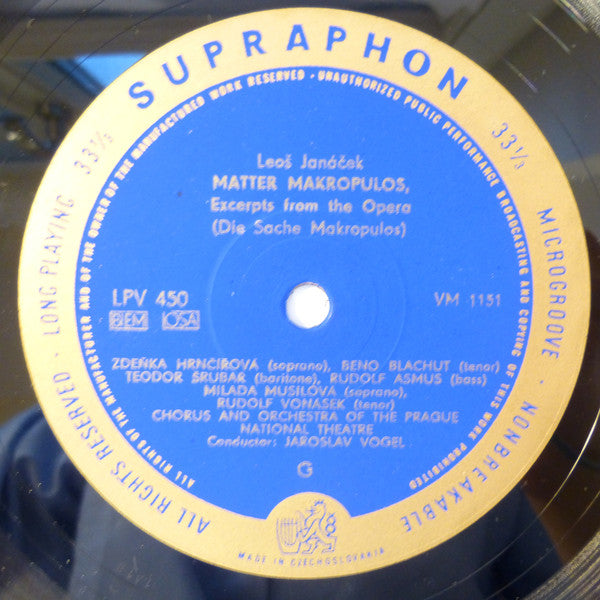 SUPRAPHON
33⅓
33⅓
LONG PLAYING
MICROGROOVE · NONBREAKABLE
ALL RIGHTS RESERVED ·
ALL RIGHTS OF THE MANUFACTURER AND OF THE OWNER OF THE MANUFACTURED WORK RESERVED · UNAUTHORIZED PUBLIC PERFORMANCE BROADCASTING AND COPYING OF THIS WORK PROHIBITED
Leoš Janáček
MATTER MAKROPULOS,
Excerpts from the Opera
(Die Sache Makropulos)
LPV 450
VM 1151
BIEM LOSA
ZDEŇKA HRNČÍŘOVÁ (soprano), BENO BLACHUT (tenor)
TEODOR ŠRUBAŘ (baritone), RUDOLF ASMUS (bass)
MILADA MUSILOVÁ (soprano),
RUDOLF VONÁSEK (tenor)
CHORUS AND ORCHESTRA OF THE PRAGUE
NATIONAL THEATRE
Conductor: JAROSLAV VOGEL
G
MADE IN CZECHOSLOVAKIA